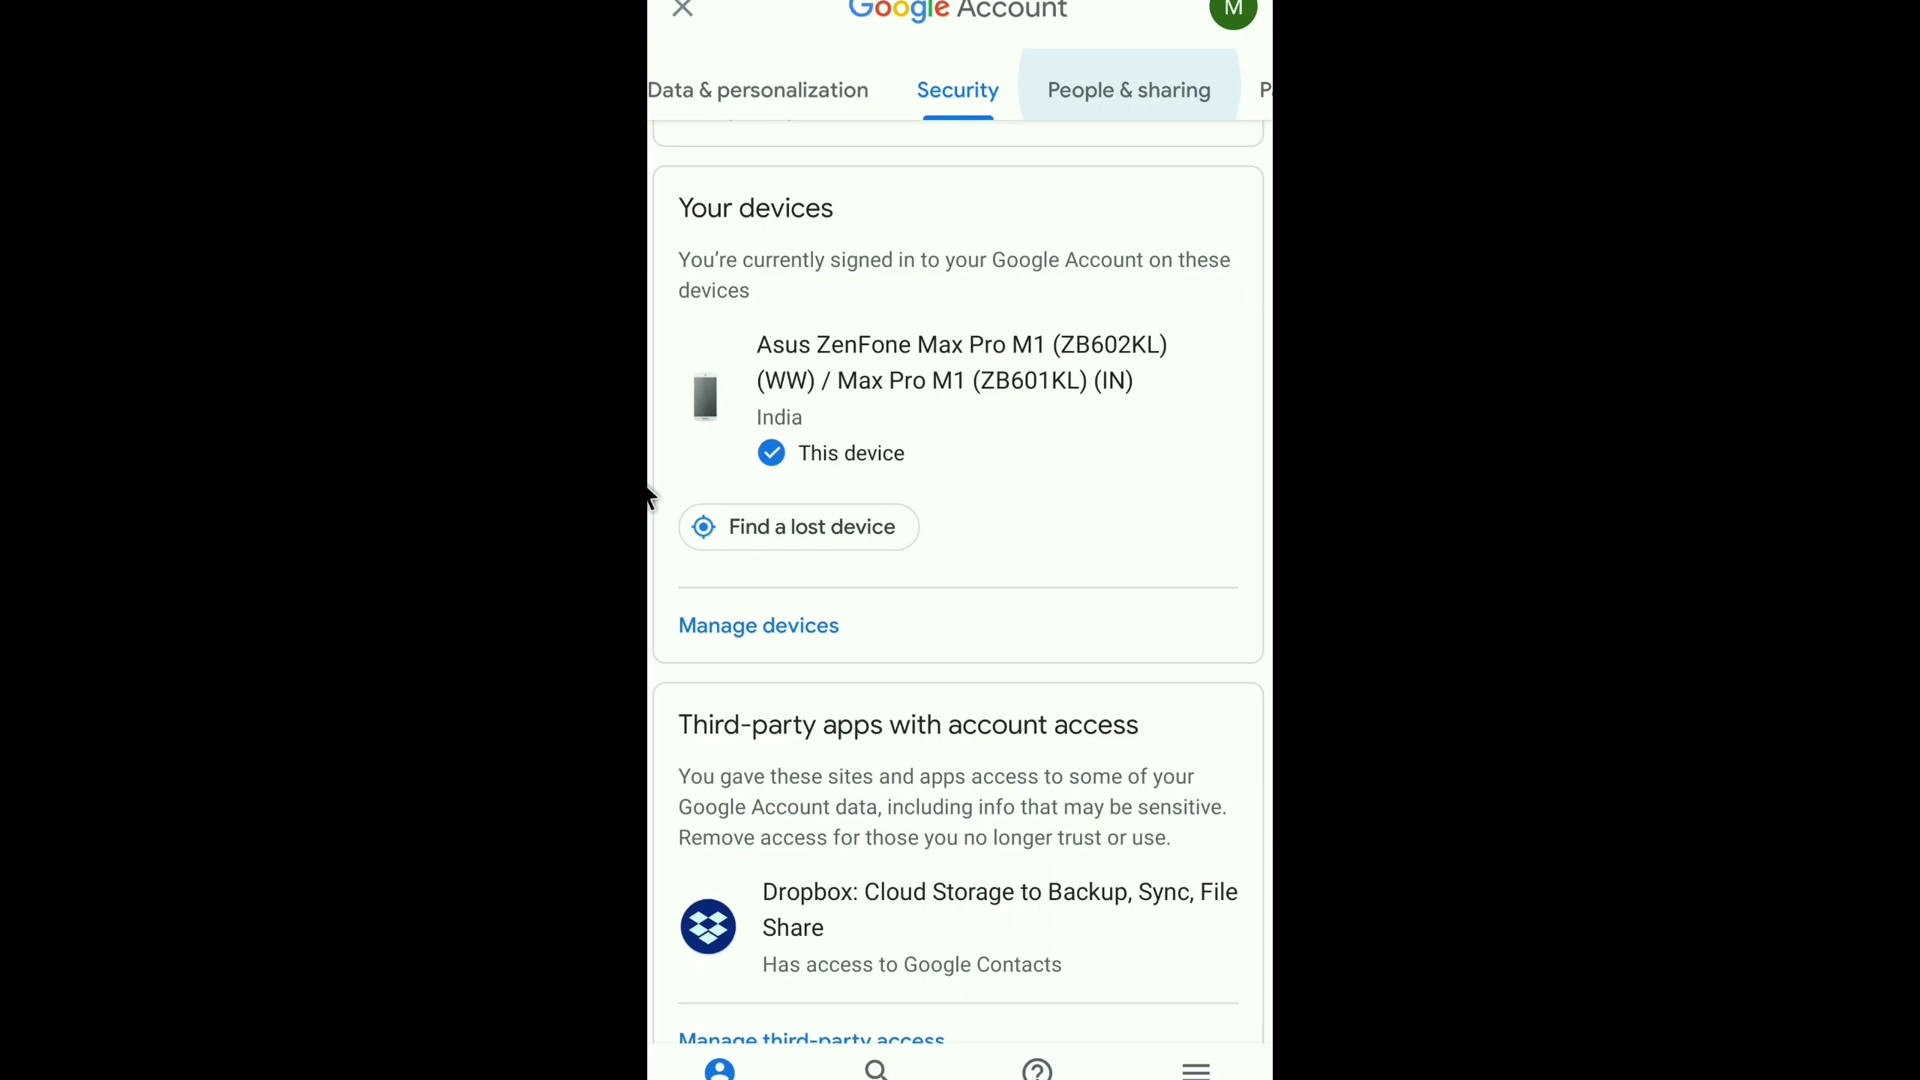 Google Account
M
Data & personalization Security People & sharing
Your devices
You're currently signed in to your Google Account on these
devices
Asus ZenFone Max Pro M1 (ZB602KL)
(WW) / Max Pro M1 (ZB601KL) (IN)
India
This device
Find a lost device
Manage devices
Third-party apps with account access
You gave these sites and apps access to some of your
Google Account data, including info that may be sensitive.
Remove access for those you no longer trust or use.
Dropbox: Cloud Storage to Backup, Sync, File
Share
Has access to Google Contacts
Manage third-party access